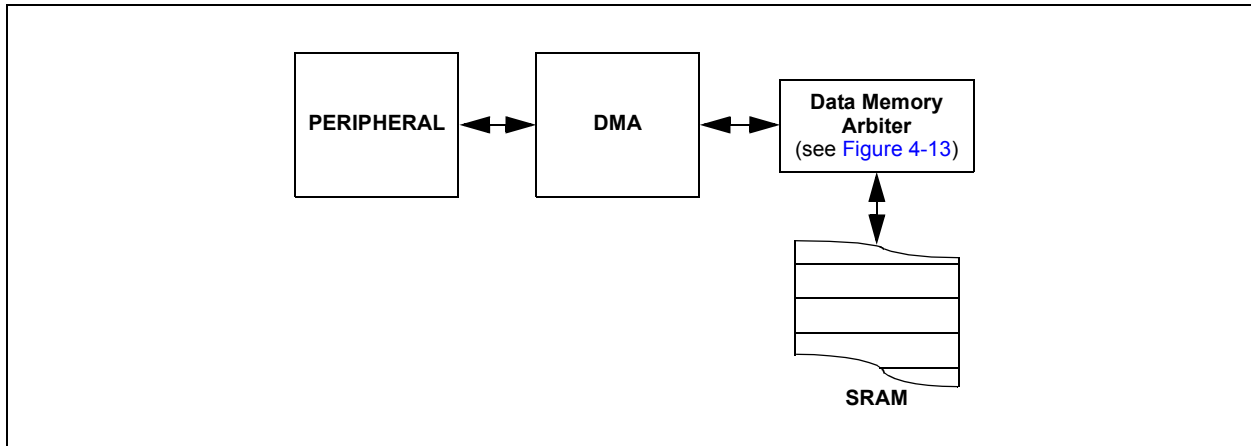 PERIPHERAL
DMA
Data Memory
Arbiter
(see Figure 4-13)
SRAM